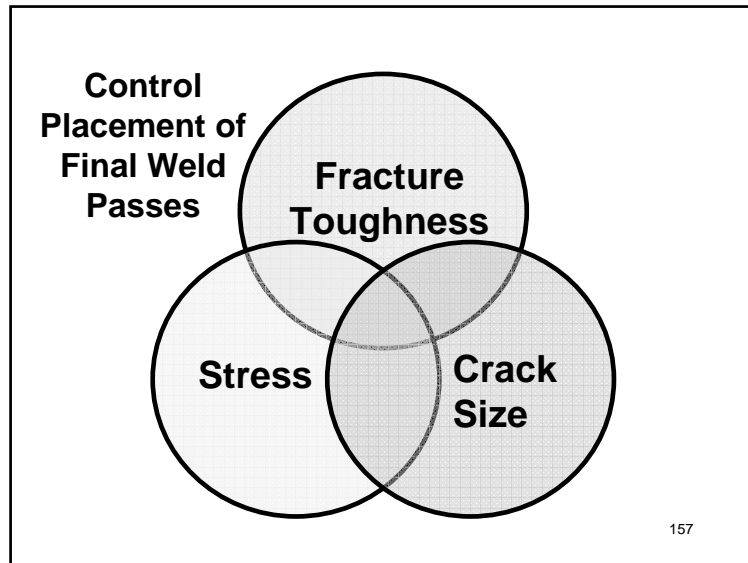 Control
Placement of
Final Weld
Passes
Fracture
Toughness
Stress
Crack
Size
157